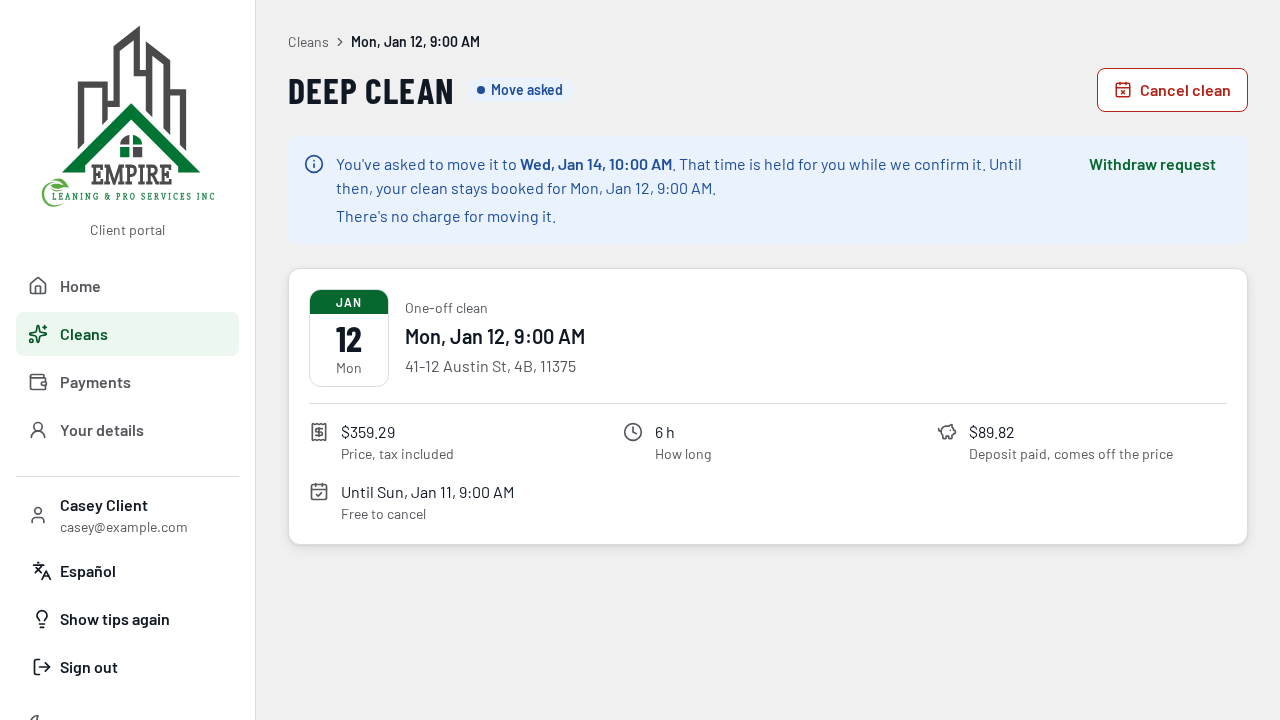 EMPIRE
LEANING & PRO SERVICES INC
Client portal
Home
Cleans
Payments
Your details
Casey Client
casey@example.com
Español
Show tips again
Sign out
Cleans > Mon, Jan 12, 9:00 AM
DEEP CLEAN
Move asked
Cancel clean
You've asked to move it to Wed, Jan 14, 10:00 AM. That time is held for you while we confirm it. Until
then, your clean stays booked for Mon, Jan 12, 9:00 AM.
There's no charge for moving it.
Withdraw request
JAN
12
Mon
One-off clean
Mon, Jan 12, 9:00 AM
41-12 Austin St, 4B, 11375
$359.29
Price, tax included
6 h
How long
$89.82
Deposit paid, comes off the price
Until Sun, Jan 11, 9:00 AM
Free to cancel